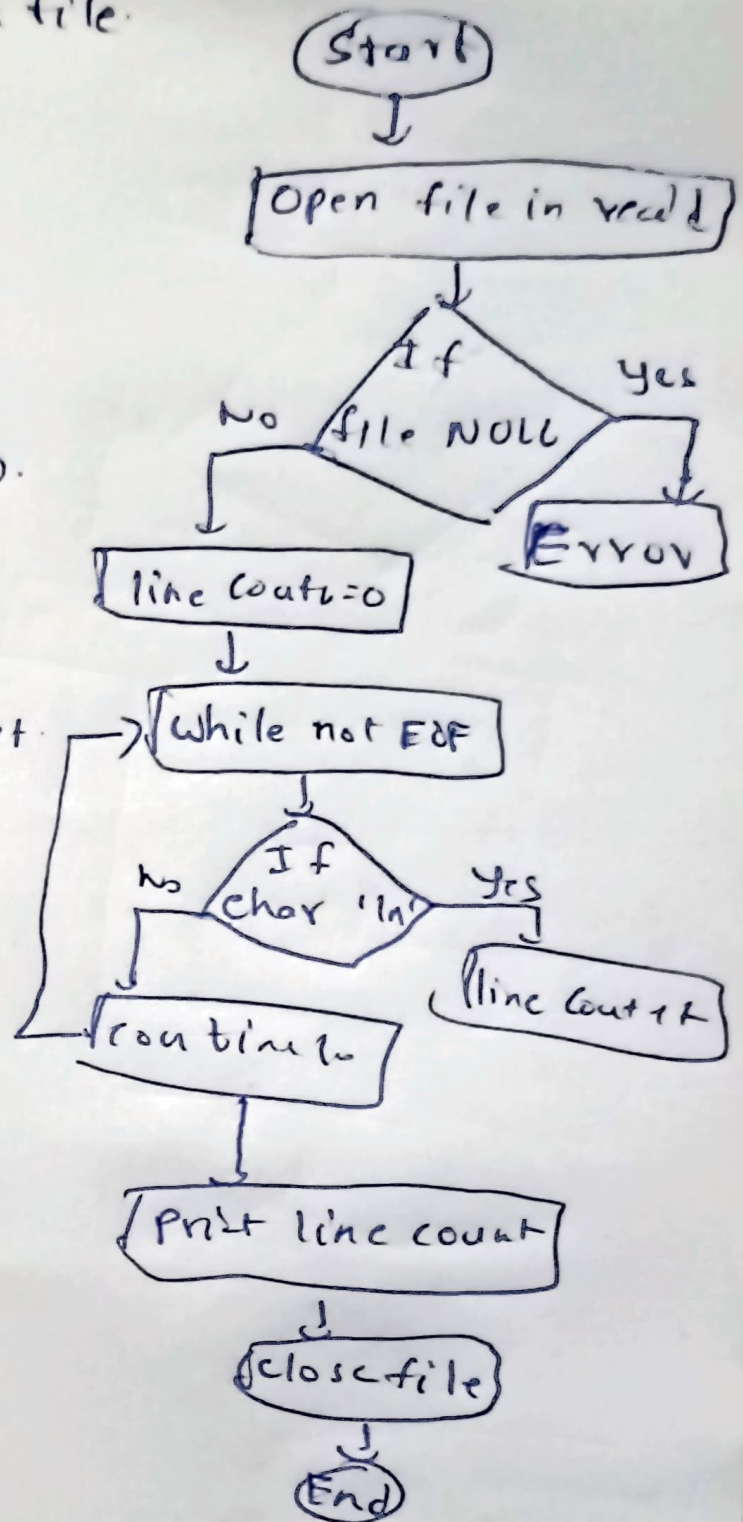 file.
Start
Open file in read
If
file NULL
Yes
No
).
Error
line Count=0
t.
While not EOF
If
char '\n'
No
Yes
line Count++
continue
Print line count
close file
End